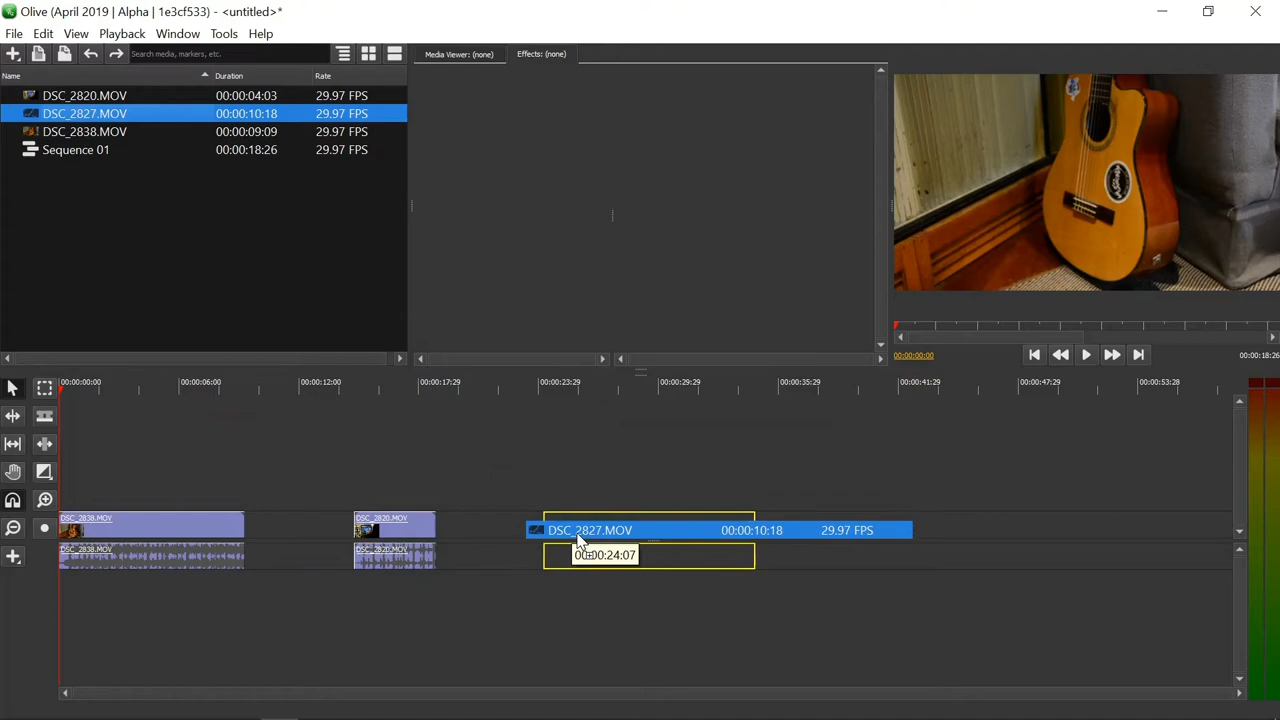 Olive (April 2019 | Alpha | 1e3cf533) - <untitled>*
File Edit View Playback Window Tools Help
Search media, markers, etc.
Media Viewer: (none) Effects: (none)
Name Duration Rate
DSC_2820.MOV 00:00:04:03 29.97 FPS
DSC_2827.MOV 00:00:10:18 29.97 FPS
DSC_2838.MOV 00:00:09:09 29.97 FPS
Sequence 01 00:00:18:26 29.97 FPS
00:00:00:00 00:00:18:26
00:00:00:00 00:00:06:00 00:00:12:00 00:00:17:29 00:00:23:29 00:00:29:29 00:00:35:29 00:00:41:29 00:00:47:29 00:00:53:28
DSC_2838.MOV DSC_2820.MOV
DSC_2827.MOV 00:00:10:18 29.97 FPS
DSC_2838.MOV DSC_2820.MOV
00:00:24:07